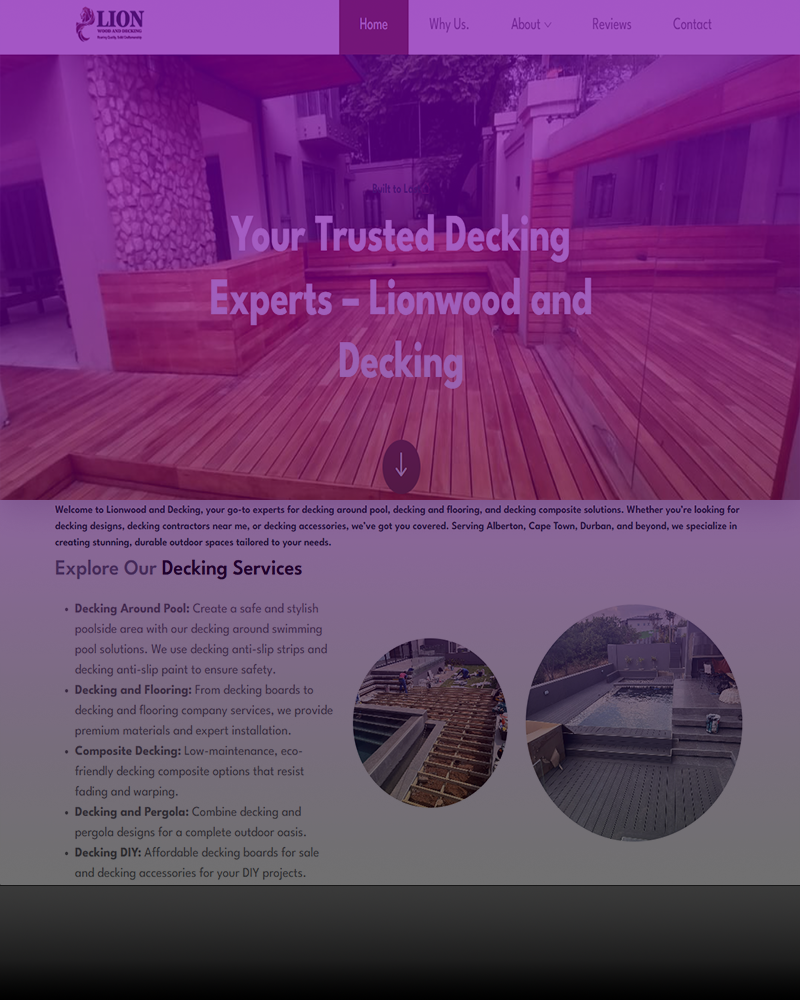 LION
WOOD AND DECKING
Home
Why Us.
About
Reviews
Contact
Built to
Your Trusted Decking
Experts – Lionwood and
Decking
Welcome to Lionwood and Decking, your go-to experts for decking around pool, decking and flooring, and decking composite solutions. Whether you're looking for
decking designs, decking contractors near me, or decking accessories, we've got you covered. Serving Alberton, Cape Town, Durban, and beyond, we specialize in
creating stunning, durable outdoor spaces tailored to your needs.
Explore Our Decking Services
• Decking Around Pool: Create a safe and stylish
poolside area with our decking around swimming
pool solutions. We use decking anti-slip strips and
decking anti-slip paint to ensure safety.
• Decking and Flooring: From decking boards to
decking and flooring company services, we provide
premium materials and expert installation.
• Composite Decking: Low-maintenance, eco-
friendly decking composite options that resist
fading and warping.
• Decking and Pergola: Combine decking and
pergola designs for a complete outdoor oasis.
• Decking DIY: Affordable decking boards for sale
and decking accessories for your DIY projects.